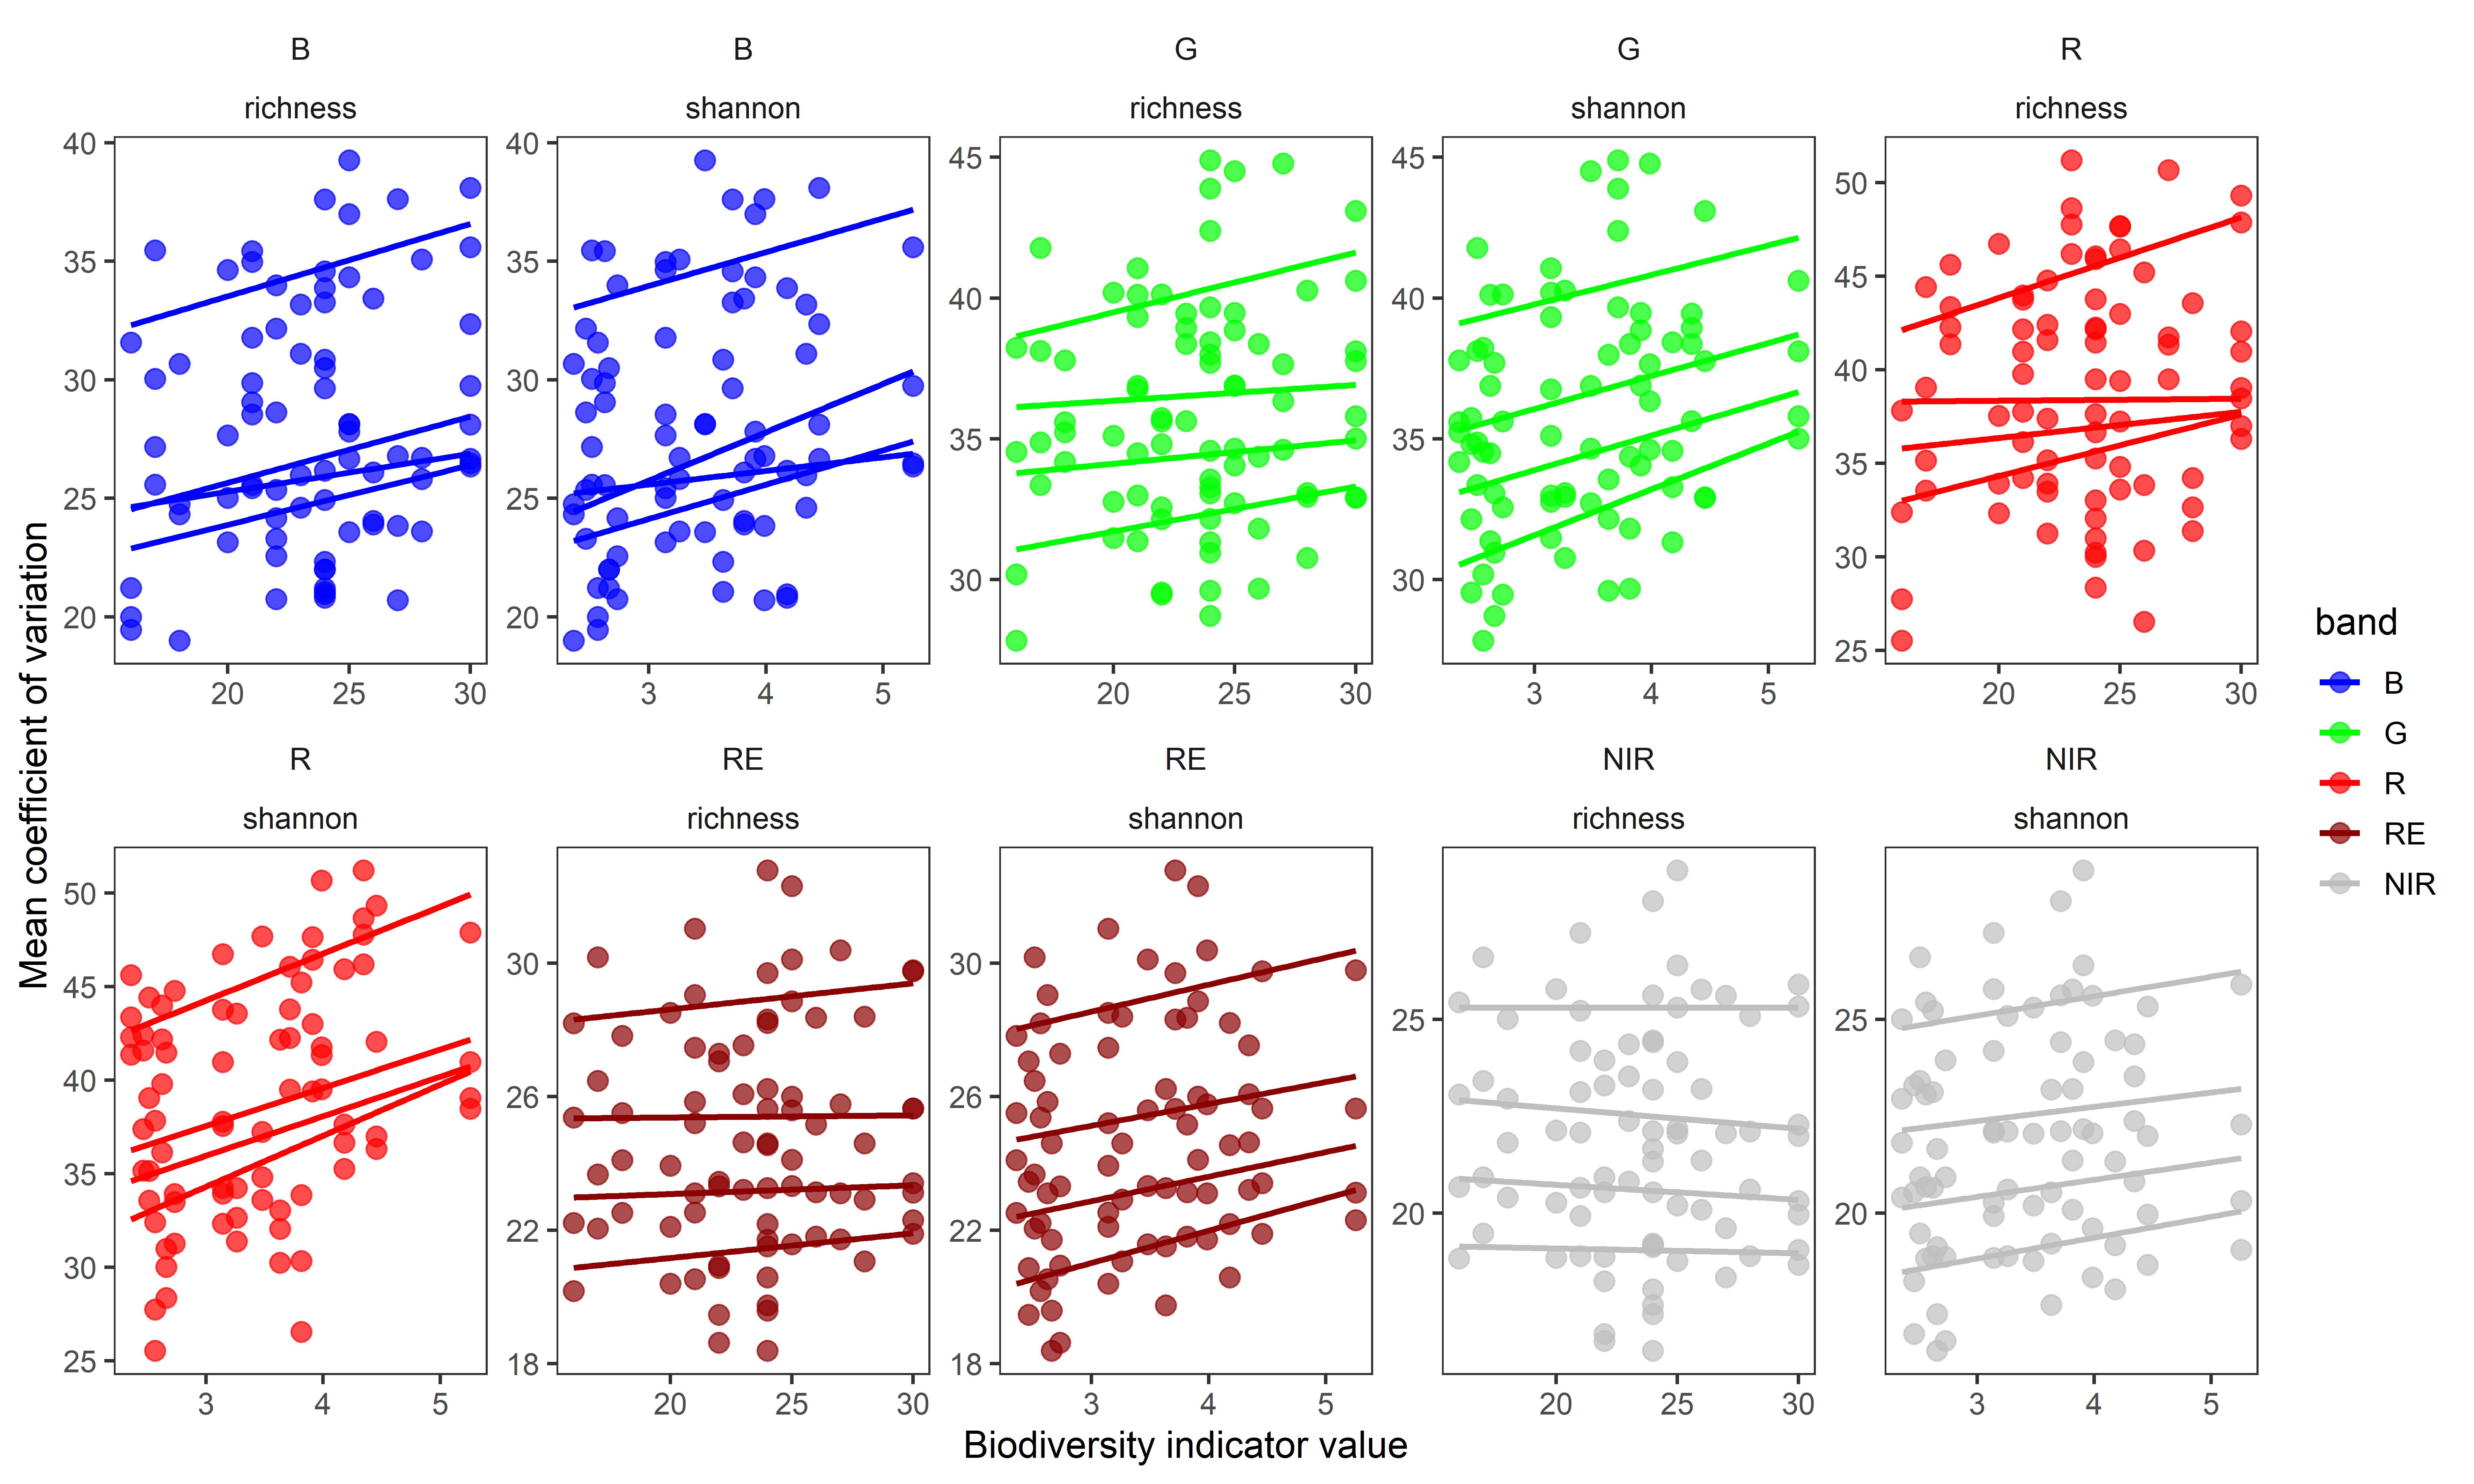 B B G G R
richness shannon richness shannon richness
40 40 45 45 50
35 35 40 40 45
30 30 35 35 40
25 25 30 30 35
20 20 30
25
20 25 30 3 4 5 20 25 30 3 4 5 20 25 30
R RE RE NIR NIR
shannon richness shannon richness shannon
50 30 30 25 25
45 26 26 20 20
40 22 22
35 18 18
30
25
3 4 5 20 25 30 3 4 5 20 25 30 3 4 5
Mean coefficient of variation
Biodiversity indicator value
band
B
G
R
RE
NIR